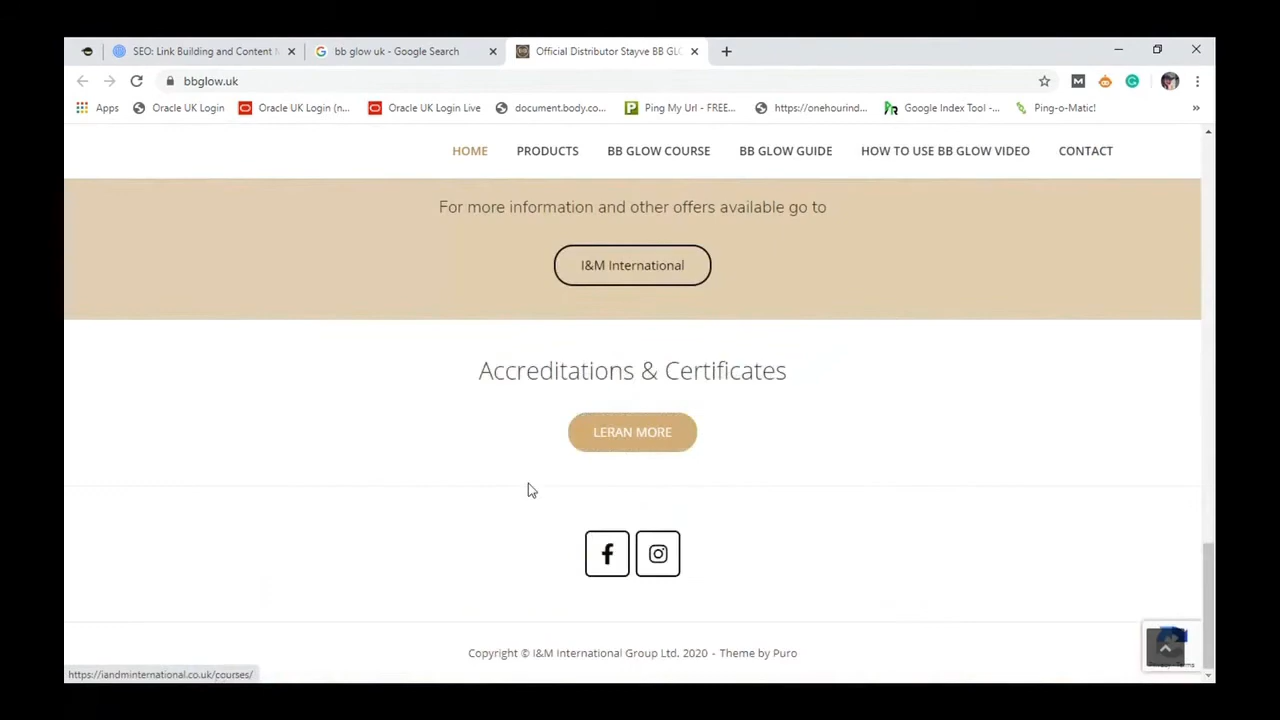 SEO: Link Building and Content M
bb glow uk - Google Search
Official Distributor Stayve BB GLO
bbglow.uk
Apps
Oracle UK Login
Oracle UK Login (n...
Oracle UK Login Live
document.body.co...
Ping My Url - FREE...
https://onehourind...
Google Index Tool -...
Ping-o-Matic!
HOME PRODUCTS BB GLOW COURSE BB GLOW GUIDE HOW TO USE BB GLOW VIDEO CONTACT
For more information and other offers available go to
I&M International
Accreditations & Certificates
LERAN MORE
Copyright © I&M International Group Ltd. 2020 - Theme by Puro
Privacy - Terms
https://iandminternational.co.uk/courses/